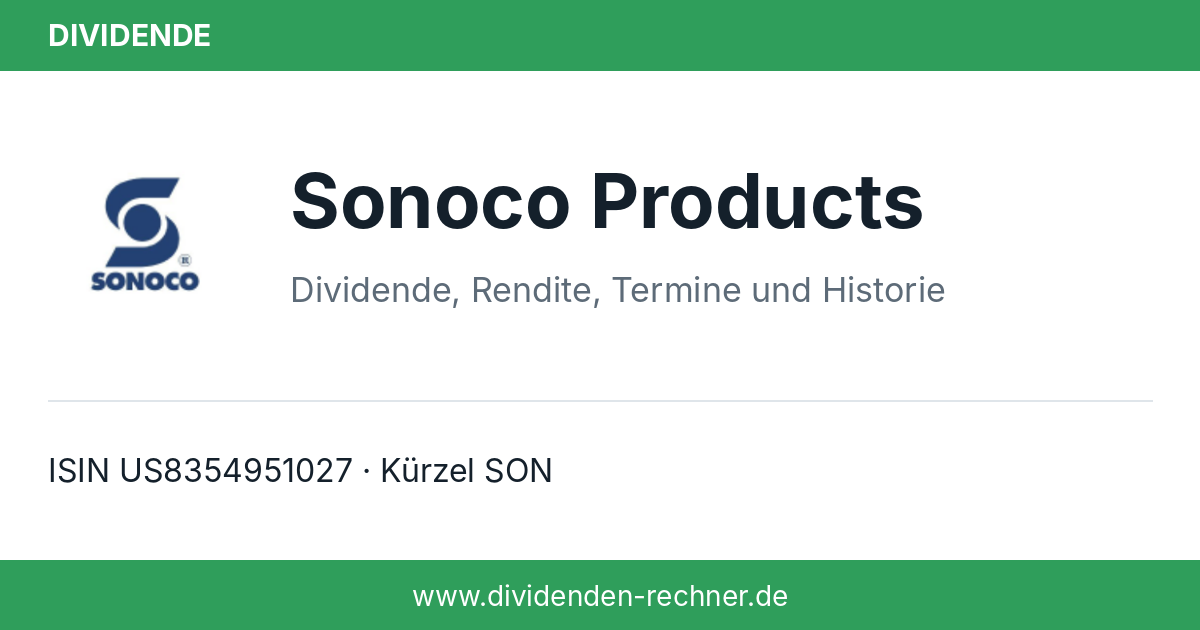 DIVIDENDE
Sonoco Products
Dividende, Rendite, Termine und Historie
®
SONOCO
ISIN US8354951027 · Kürzel SON
www.dividenden-rechner.de